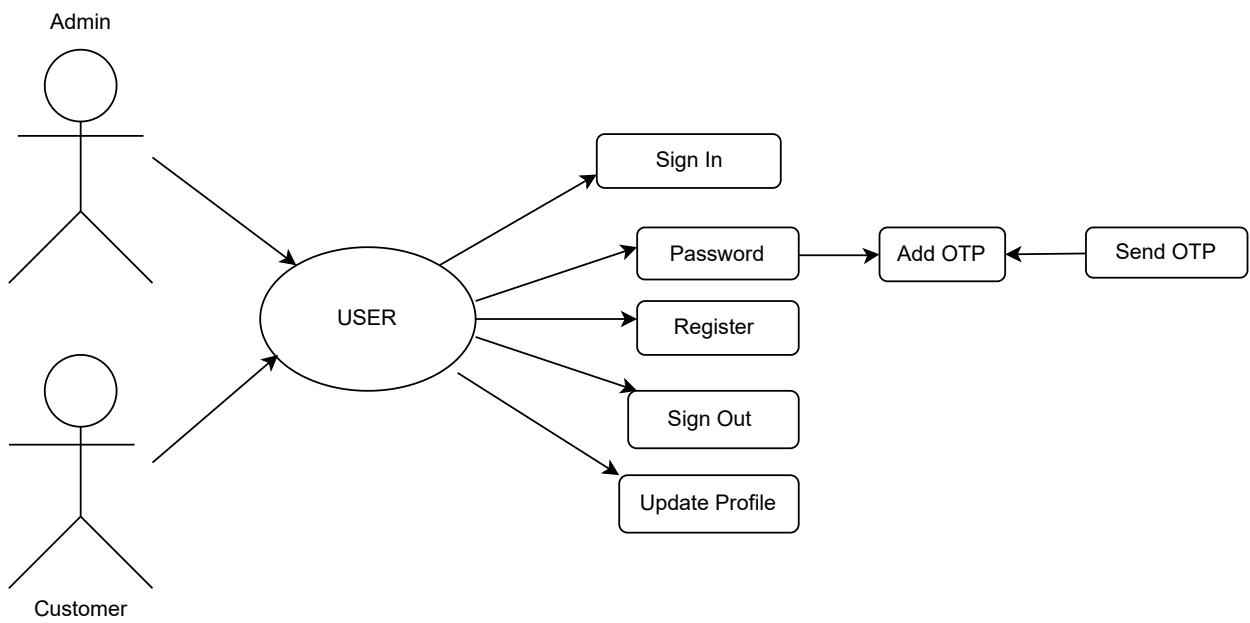 Admin
Sign In
Password
Add OTP
Send OTP
USER
Register
Sign Out
Update Profile
Customer